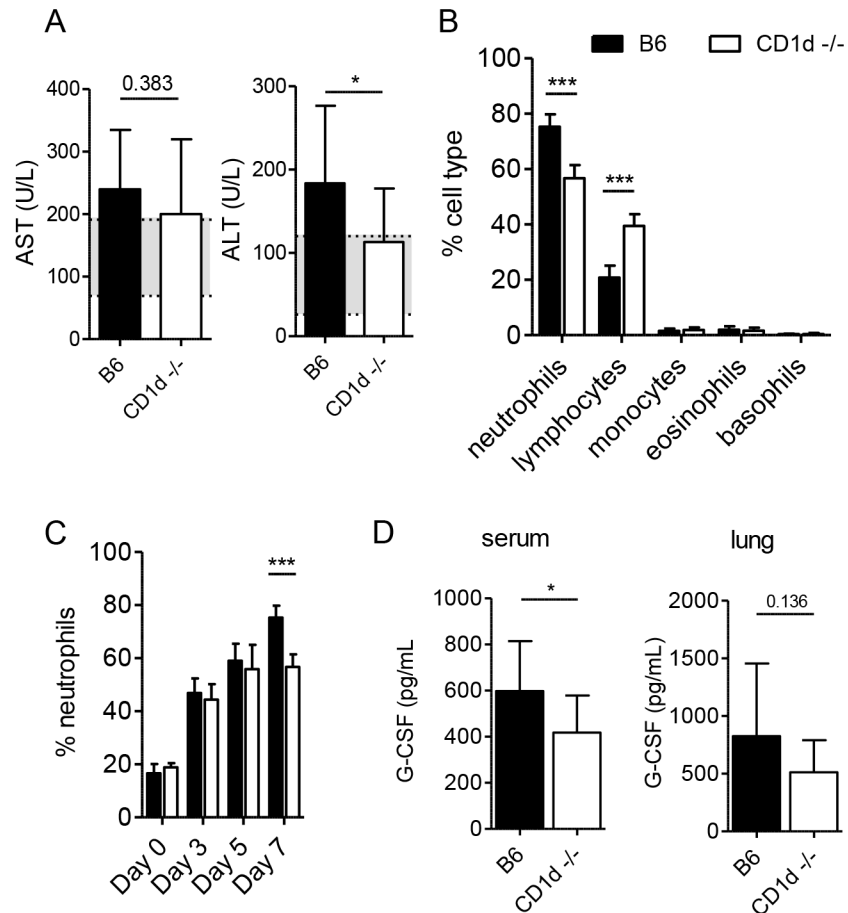 A
AST (U/L)
400
300
200
100
0
0.383
B6
CD1d -/-
ALT (U/L)
300
200
100
0
*
B6
CD1d -/-
B
B6
CD1d -/-
% cell type
100
80
60
40
20
0
***
***
neutrophils
lymphocytes
monocytes
eosinophils
basophils
C
% neutrophils
100
80
60
40
20
0
***
Day 0
Day 3
Day 5
Day 7
D
serum
G-CSF (pg/mL
1000
800
600
400
200
0
*
B6
CD1d -/-
lung
G-CSF (pg/mL)
2000
1500
1000
500
0
0.136
B6
CD1d -/-